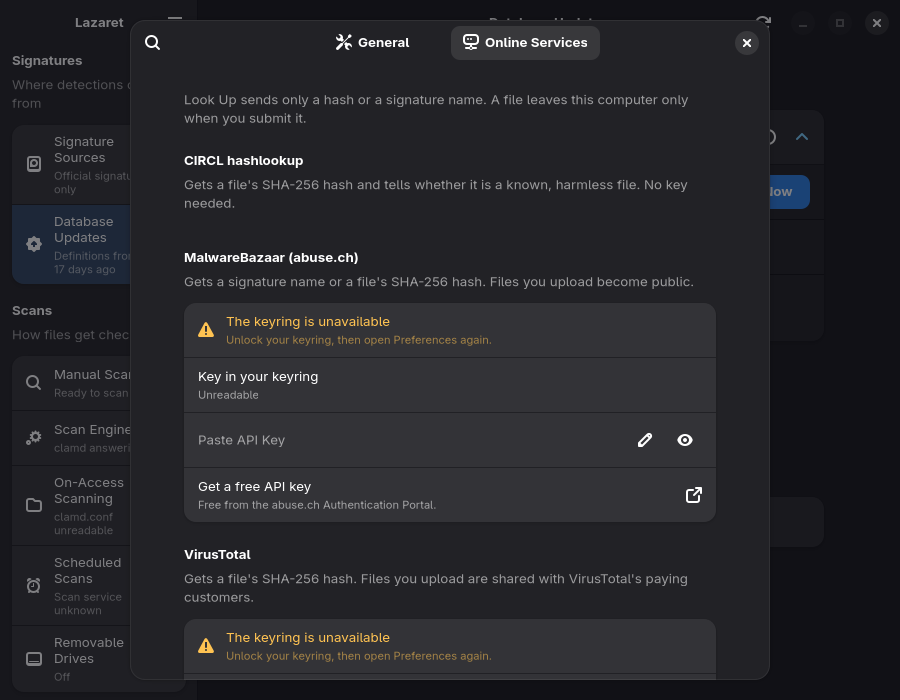 Lazaret
General
Online Services
Signatures
Where detections
from
Signature
Sources
Official signatu
only
Database
Updates
Definitions from
17 days ago
Scans
How files get chec
Manual Scan
Ready to scan
Scan Engine
clamd answeri
On-Access
Scanning
clamd.conf
unreadable
Scheduled
Scans
Scan service
unknown
Removable
Drives
Off
Look Up sends only a hash or a signature name. A file leaves this computer only
when you submit it.
CIRCL hashlookup
Gets a file's SHA-256 hash and tells whether it is a known, harmless file. No key
needed.
MalwareBazaar (abuse.ch)
Gets a signature name or a file's SHA-256 hash. Files you upload become public.
The keyring is unavailable
Unlock your keyring, then open Preferences again.
Key in your keyring
Unreadable
Paste API Key
Get a free API key
Free from the abuse.ch Authentication Portal.
VirusTotal
Gets a file's SHA-256 hash. Files you upload are shared with VirusTotal's paying
customers.
The keyring is unavailable
Unlock your keyring, then open Preferences again.